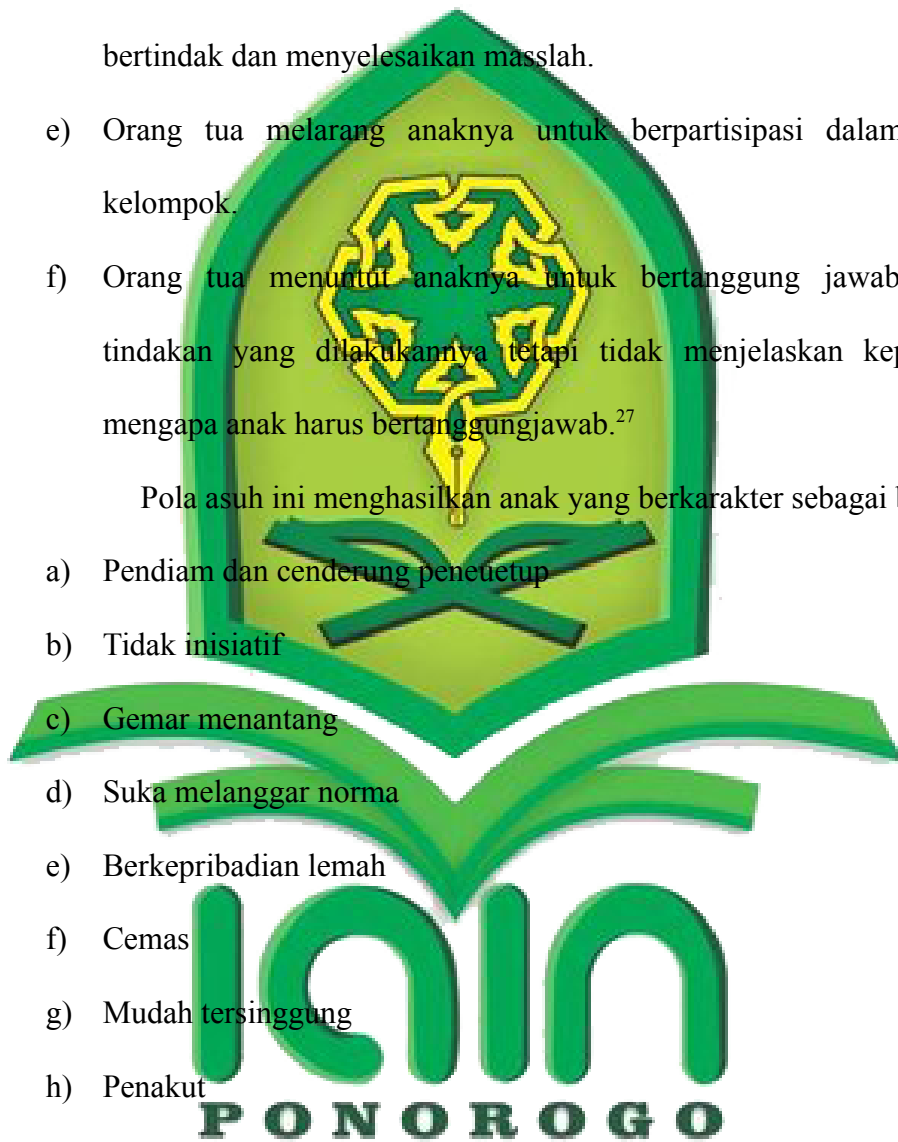 bertindak dan menyelesaikan masslah.
e) Orang tua melarang anaknya untuk berpartisipasi dalam
kelompok.
f) Orang tua menuntut anaknya untuk bertanggung jawab
tindakan yang dilakukannya tetapi tidak menjelaskan
mengapa anak harus bertanggungjawab.27
Pola asuh ini menghasilkan anak yang berkarakter sebagai
a) Pendiam dan cenderung peneuetup
b) Tidak inisiatif
c) Gemar menantang
d) Suka melanggar norma
e) Berkepribadian lemah
f) Cemas
g) Mudah tersinggung
h) Penakut
iain
PONOROGO